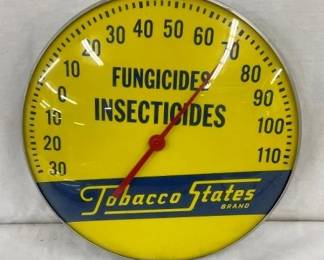 30 20 10 0 10 20 30 40 50 60 70 80 90 100 110
FUNGICIDES
INSECTICIDES
Tobacco States
BRAND